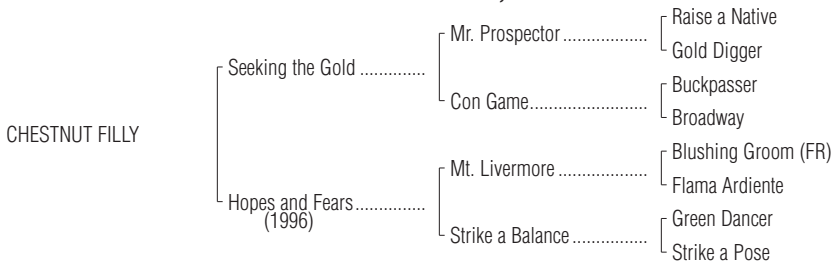 Raise a Native
Mr. Prospector ..................
Gold Digger
Seeking the Gold ..............
Buckpasser
Con Game.........................
Broadway
CHESTNUT FILLY
Blushing Groom (FR)
Mt. Livermore ...................
Flama Ardiente
Hopes and Fears...............
(1996)
Green Dancer
Strike a Balance................
Strike a Pose